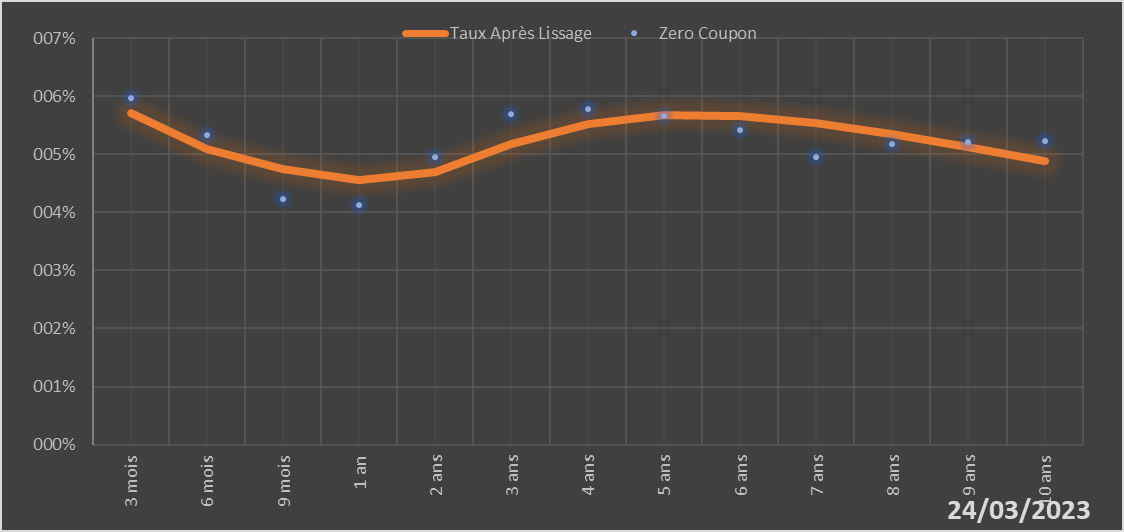 Taux Après Lissage Zero Coupon
007%
006%
005%
004%
003%
002%
001%
000%
3 mois
6 mois
9 mois
1 an
2 ans
3 ans
4 ans
5 ans
6 ans
7 ans
8 ans
9 ans
10 ans
24/03/2023